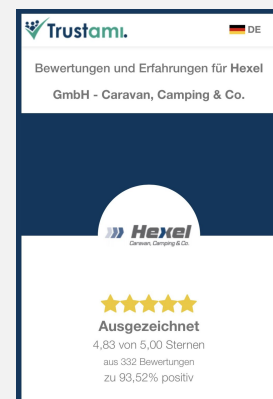 Trustami.
DE
Bewertungen und Erfahrungen für Hexel
GmbH - Caravan, Camping & Co.
Hexel
Caravan, Camping & Co.
Ausgezeichnet
4,83 von 5,00 Sternen
aus 332 Bewertungen
zu 93,52% positiv